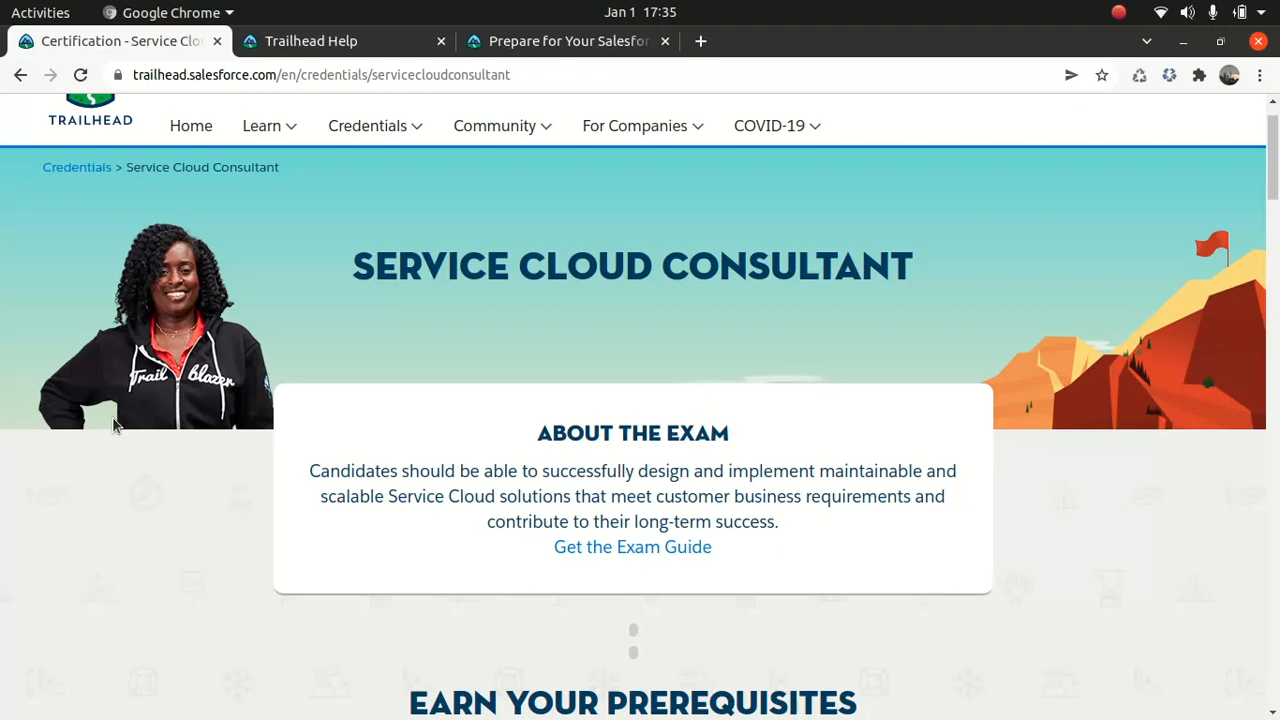 Activities
Google Chrome
Jan 1 17:35
Certification - Service Clo
Trailhead Help
Prepare for Your Salesfor
trailhead.salesforce.com/en/credentials/servicecloudconsultant
TRAILHEAD
Home
Learn
Credentials
Community
For Companies
COVID-19
Credentials > Service Cloud Consultant
SERVICE CLOUD CONSULTANT
Trail blazer
ABOUT THE EXAM
Candidates should be able to successfully design and implement maintainable and
scalable Service Cloud solutions that meet customer business requirements and
contribute to their long-term success.
Get the Exam Guide
EARN YOUR PREREQUISITES